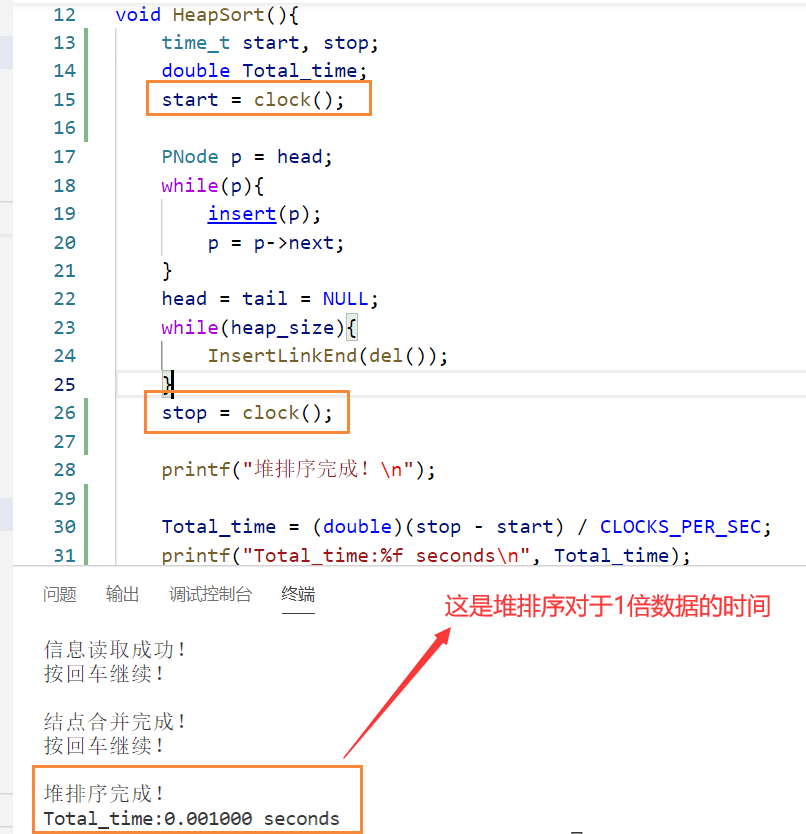 12 void HeapSort(){
13 time_t start, stop;
14 double Total_time;
15 start = clock();
16
17 PNode p = head;
18 while(p){
19 insert(p);
20 p = p->next;
21 }
22 head = tail = NULL;
23 while(heap_size){
24 InsertLinkEnd(del());
25 }
26 stop = clock();
27
28 printf("堆排序完成！\n");
29
30 Total_time = (double)(stop - start) / CLOCKS_PER_SEC;
31 printf("Total_time:%f seconds\n", Total_time);
问题 输出 调试控制台 终端
这是堆排序对于1倍数据的时间
信息读取成功！
按回车继续！
结点合并完成！
按回车继续！
堆排序完成！
Total_time:0.001000 seconds